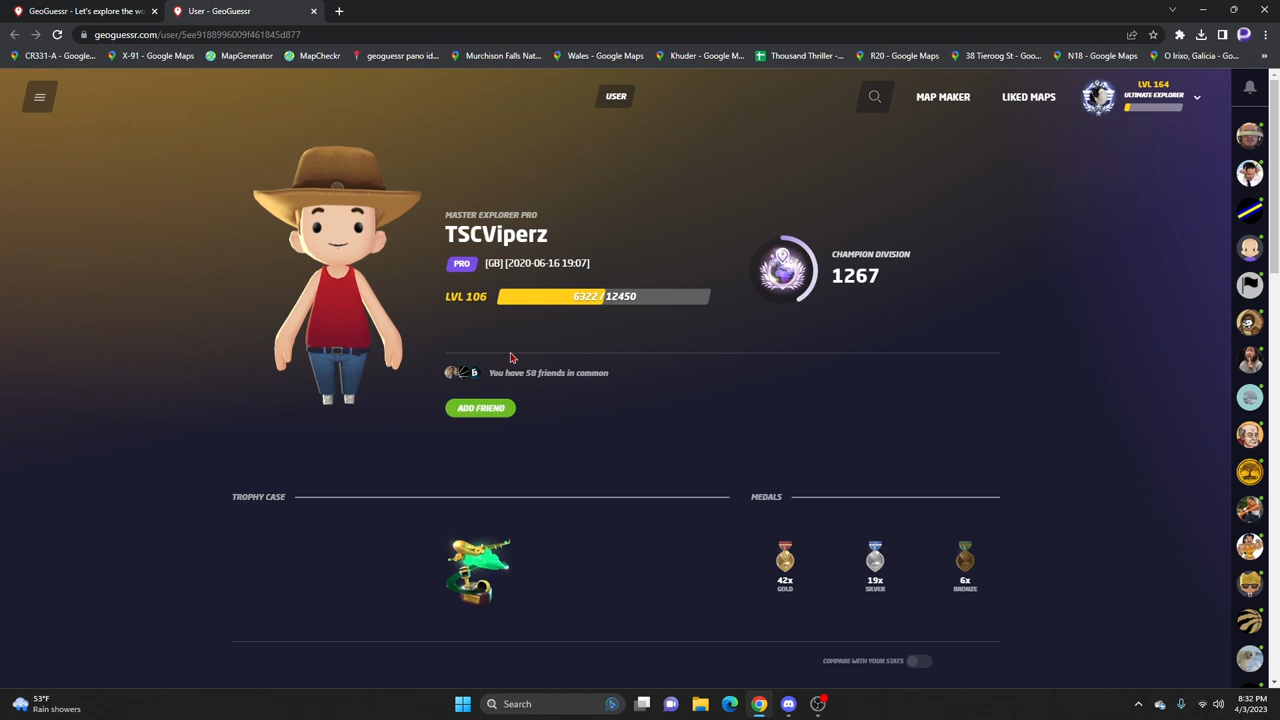 GeoGuessr - Let's explore the wo
User - GeoGuessr
geoguessr.com/user/5ee9188996009f461845d877
CR331-A - Google...
X-91 - Google Maps
MapGenerator
MapCheckr
geoguessr pano id...
Murchison Falls Nat...
Wales - Google Maps
Khuder - Google M...
Thousand Thriller -...
R20 - Google Maps
38 Tieroog St - Goo...
N18 - Google Maps
O Irixo, Galicia - Go...
»
USER
MAP MAKER
LIKED MAPS
LVL 164
ULTIMATE EXPLORER
MASTER EXPLORER PRO
TSCViperz
PRO
[GB] [2020-06-16 19:07]
LVL 106
6322 / 12450
CHAMPION DIVISION
1267
You have 58 friends in common
ADD FRIEND
TROPHY CASE
MEDALS
42x
GOLD
19x
SILVER
6x
BRONZE
COMPARE WITH YOUR STATS
53°F
Rain showers
Search
8:32 PM
4/3/2023